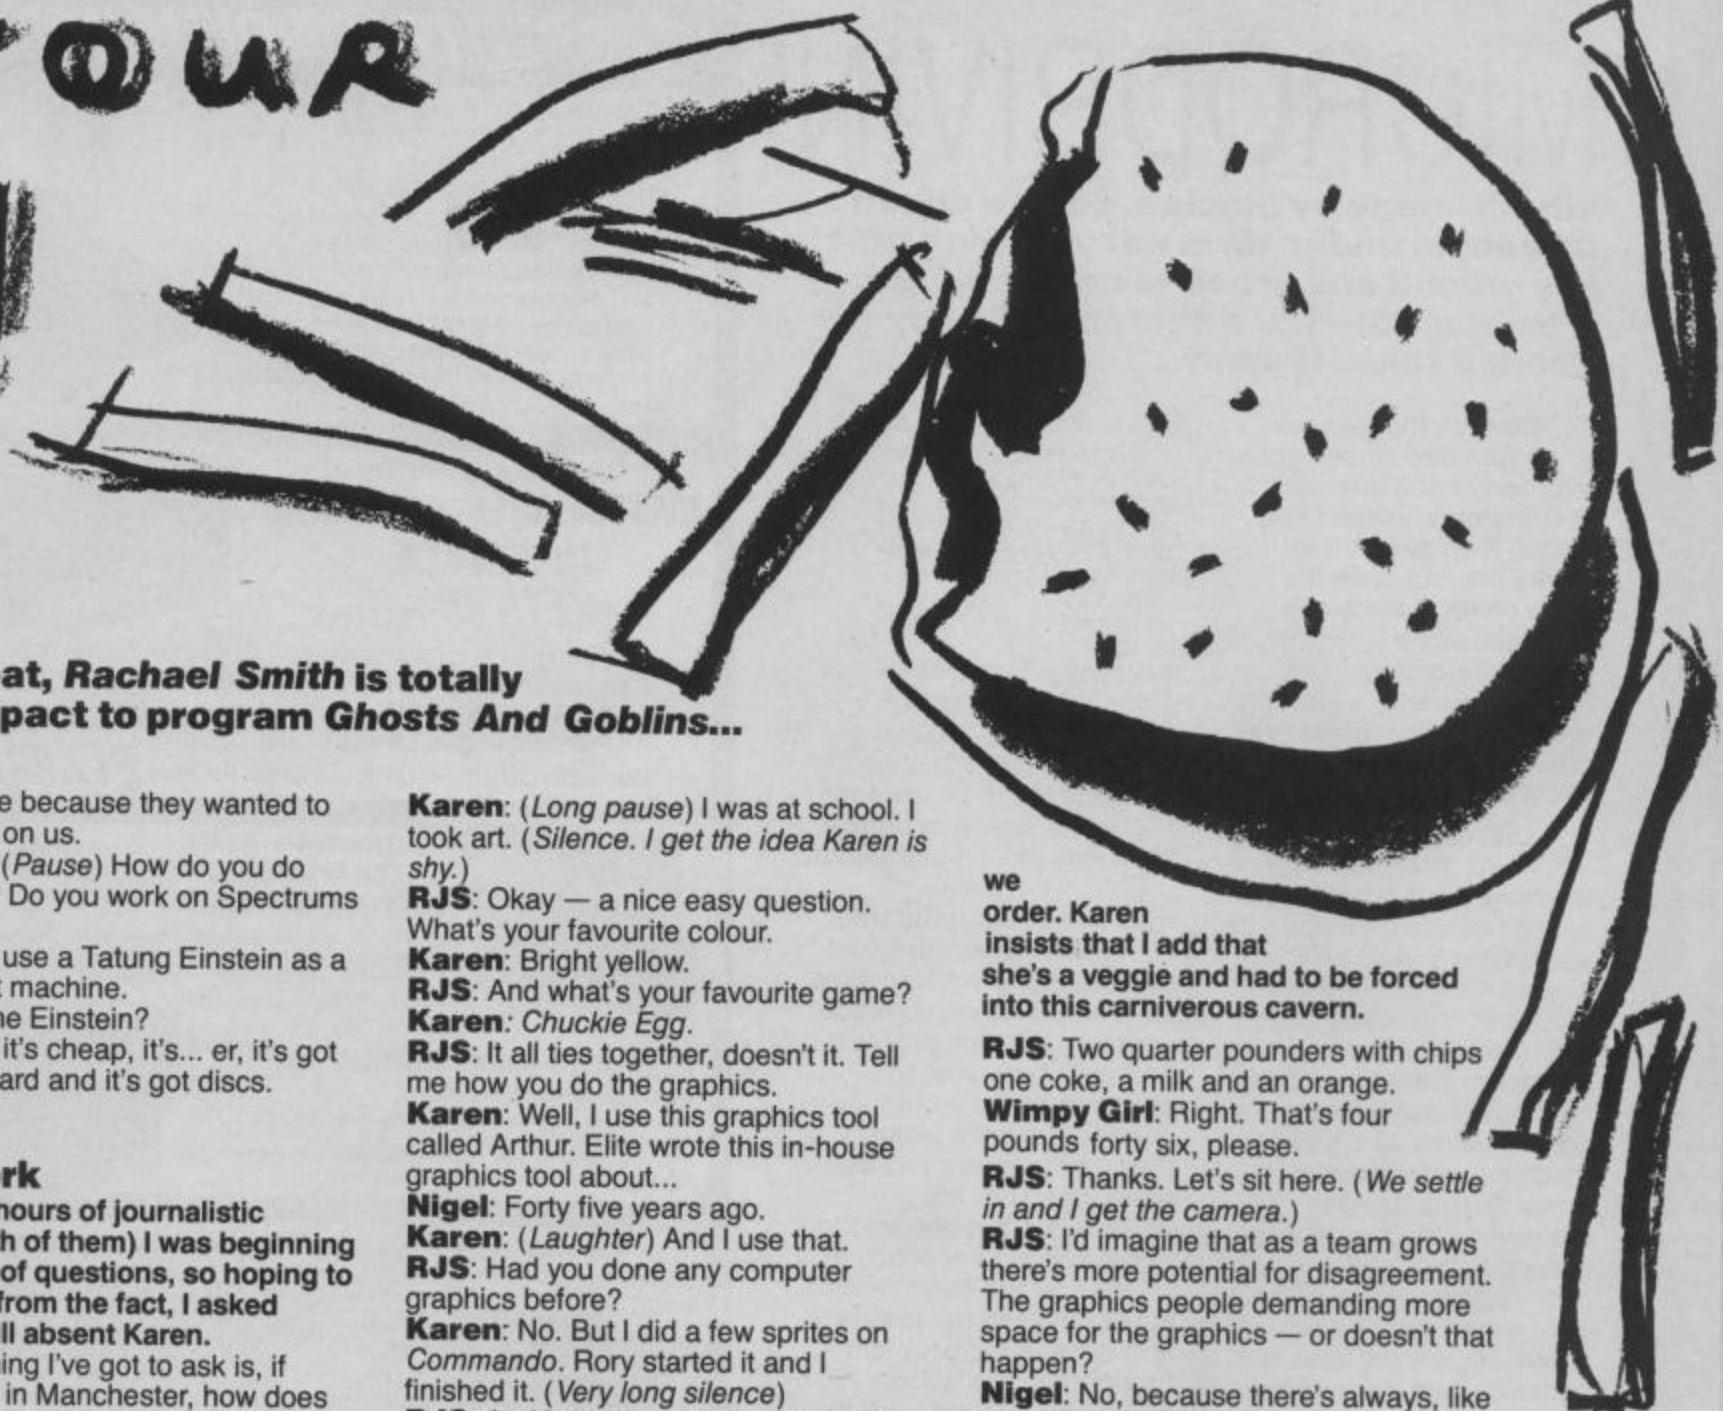 OUR
at, Rachael Smith is totally
pact to program Ghosts And Goblins...
e because they wanted to
on us.
(Pause) How do you do
Do you work on Spectrums
use a Tatung Einstein as a
machine.
Einstein?
it's cheap, it's... er, it's got
ard and it's got discs.
rk
hours of journalistic
h of them) I was beginning
of questions, so hoping to
from the fact, I asked
ll absent Karen.
ing I've got to ask is, if
in Manchester, how does
Karen: (Long pause) I was at school. I
took art. (Silence. I get the idea Karen is
shy.)
RJS: Okay — a nice easy question.
What's your favourite colour.
Karen: Bright yellow.
RJS: And what's your favourite game?
Karen: Chuckie Egg.
RJS: It all ties together, doesn't it. Tell
me how you do the graphics.
Karen: Well, I use this graphics tool
called Arthur. Elite wrote this in-house
graphics tool about...
Nigel: Forty five years ago.
Karen: (Laughter) And I use that.
RJS: Had you done any computer
graphics before?
Karen: No. But I did a few sprites on
Commando. Rory started it and I
finished it. (Very long silence)
we
order. Karen
insists that I add that
she's a veggie and had to be forced
into this carniverous cavern.
RJS: Two quarter pounders with chips
one coke, a milk and an orange.
Wimpy Girl: Right. That's four
pounds forty six, please.
RJS: Thanks. Let's sit here. (We settle
in and I get the camera.)
RJS: I'd imagine that as a team grows
there's more potential for disagreement.
The graphics people demanding more
space for the graphics — or doesn't that
happen?
Nigel: No, because there's always, like